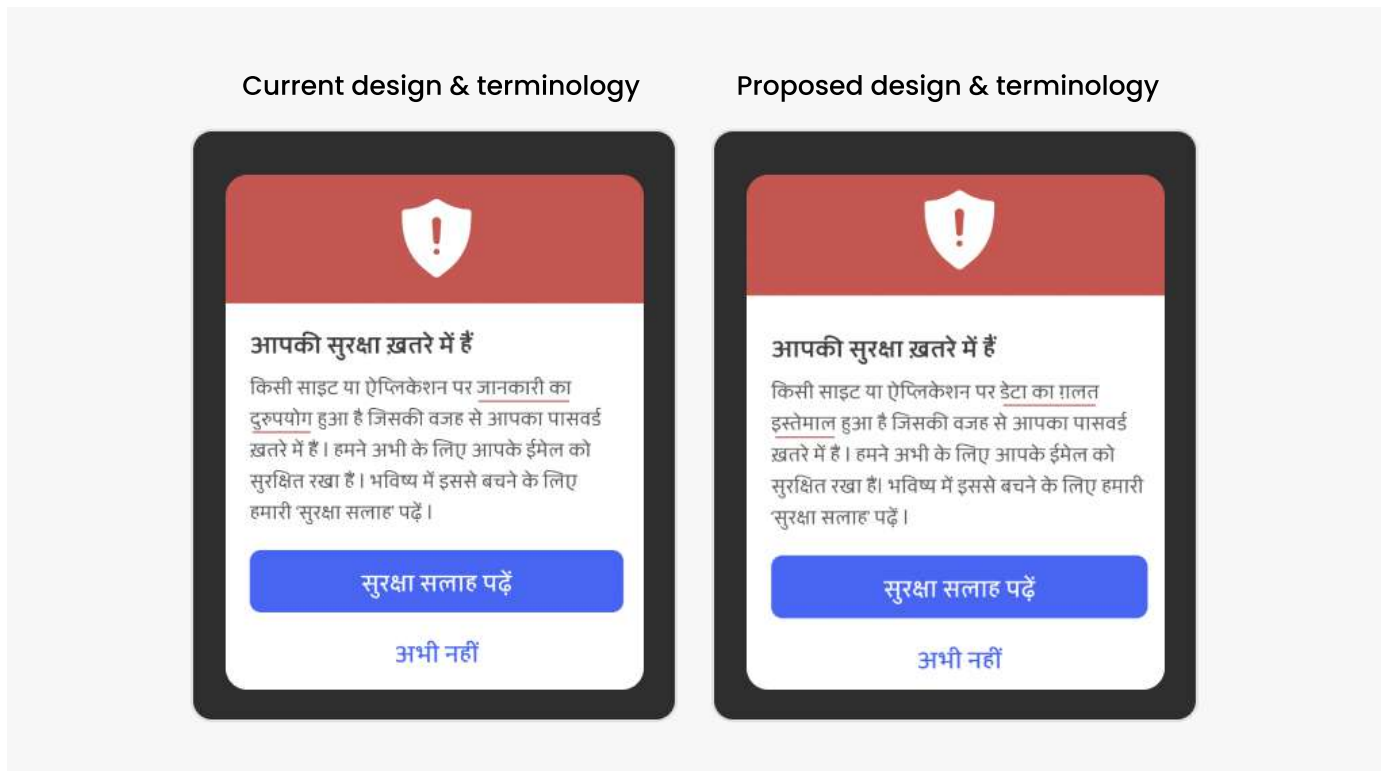 Current design & terminology
आपकी सुरक्षा ख़तरे में हैं
किसी साइट या ऐप्लिकेशन पर जानकारी का
दुरुपयोग हुआ है जिसकी वजह से आपका पासवर्ड
ख़तरे में हैं । हमने अभी के लिए आपके ईमेल को
सुरक्षित रखा हैं । भविष्य में इससे बचने के लिए
हमारी 'सुरक्षा सलाह' पढ़ें ।
सुरक्षा सलाह पढ़ें
अभी नहीं
Proposed design & terminology
आपकी सुरक्षा ख़तरे में हैं
किसी साइट या ऐप्लिकेशन पर डेटा का ग़लत
इस्तेमाल हुआ है जिसकी वजह से आपका पासवर्ड
ख़तरे में हैं । हमने अभी के लिए आपके ईमेल को
सुरक्षित रखा हैं। भविष्य में इससे बचने के लिए हमारी
'सुरक्षा सलाह' पढ़ें ।
सुरक्षा सलाह पढ़ें
अभी नहीं